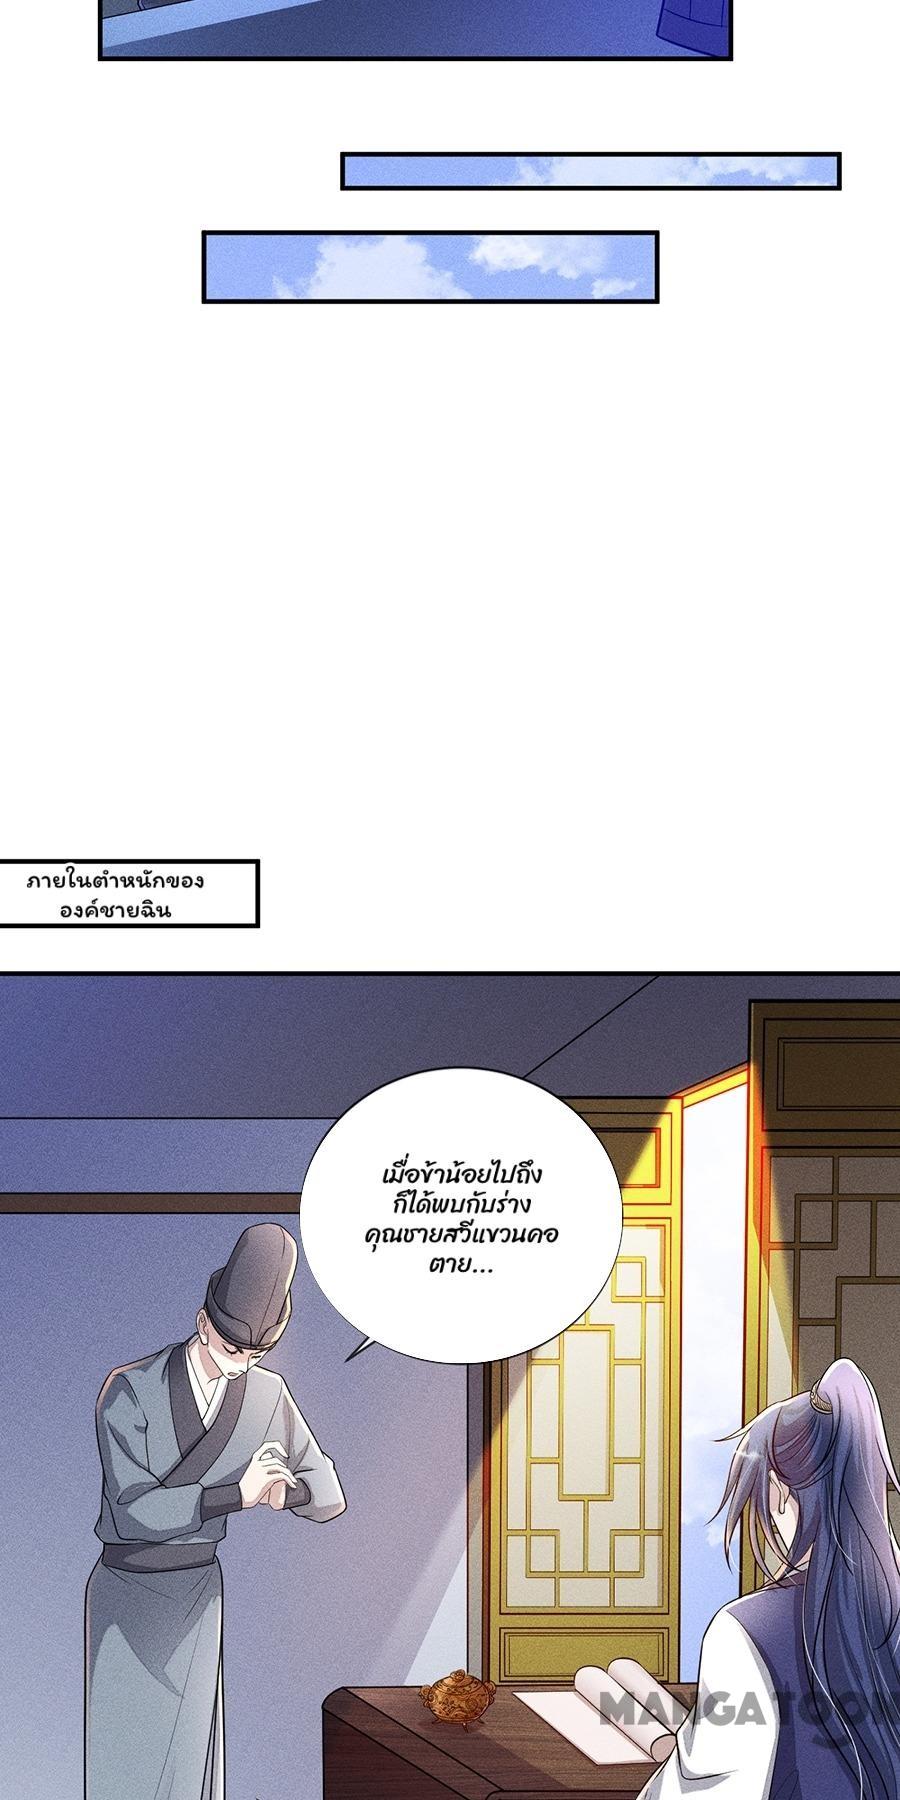 ภายในตำหนักของ
องค์ชายฉิน
เมื่อข้าน้อยไปถึง
ก็ได้พบกับร่าง
คุณชายสวีแขวนคอ
ตาย...
MANGATOON